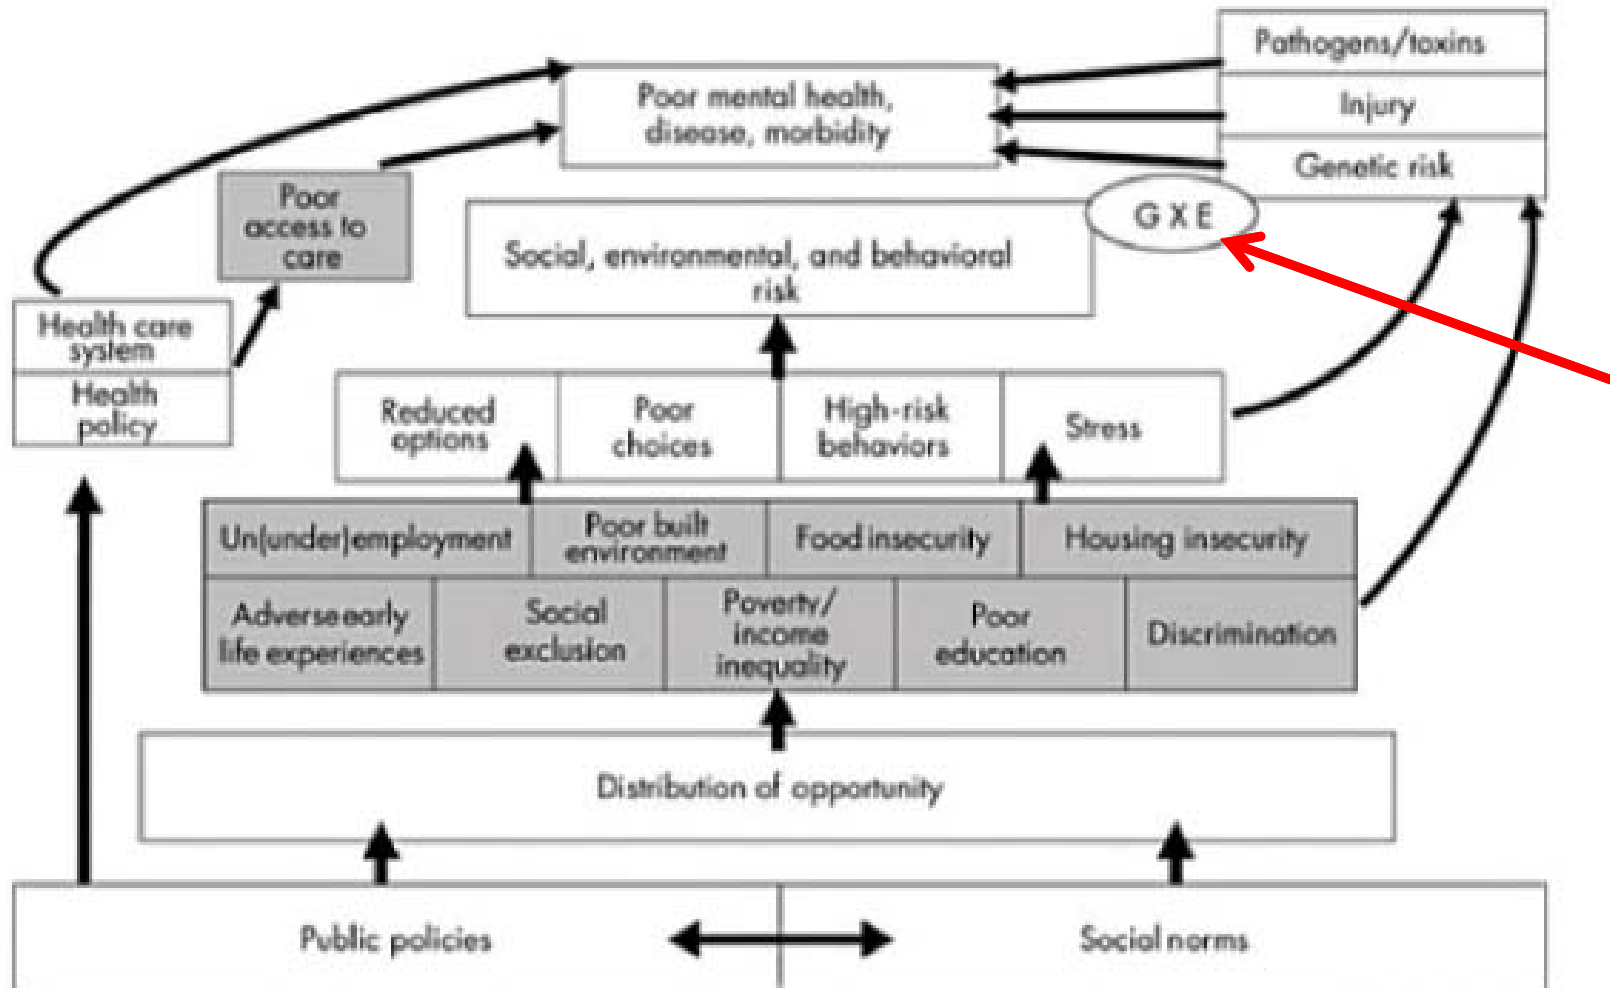 Pathogens/toxins
Injury
Genetic risk
Poor mental health,
disease, morbidity
G X E
Poor
access to
care
Social, environmental, and behavioral
risk
Health care
system
Health
policy
Reduced
options
Poor
choices
High-risk
behaviors
Stress
Un(under)employment
Poor built
environment
Food insecurity
Housing insecurity
Adverse early
life experiences
Social
exclusion
Poverty/
income
inequality
Poor
education
Discrimination
Distribution of opportunity
Public policies
Social norms